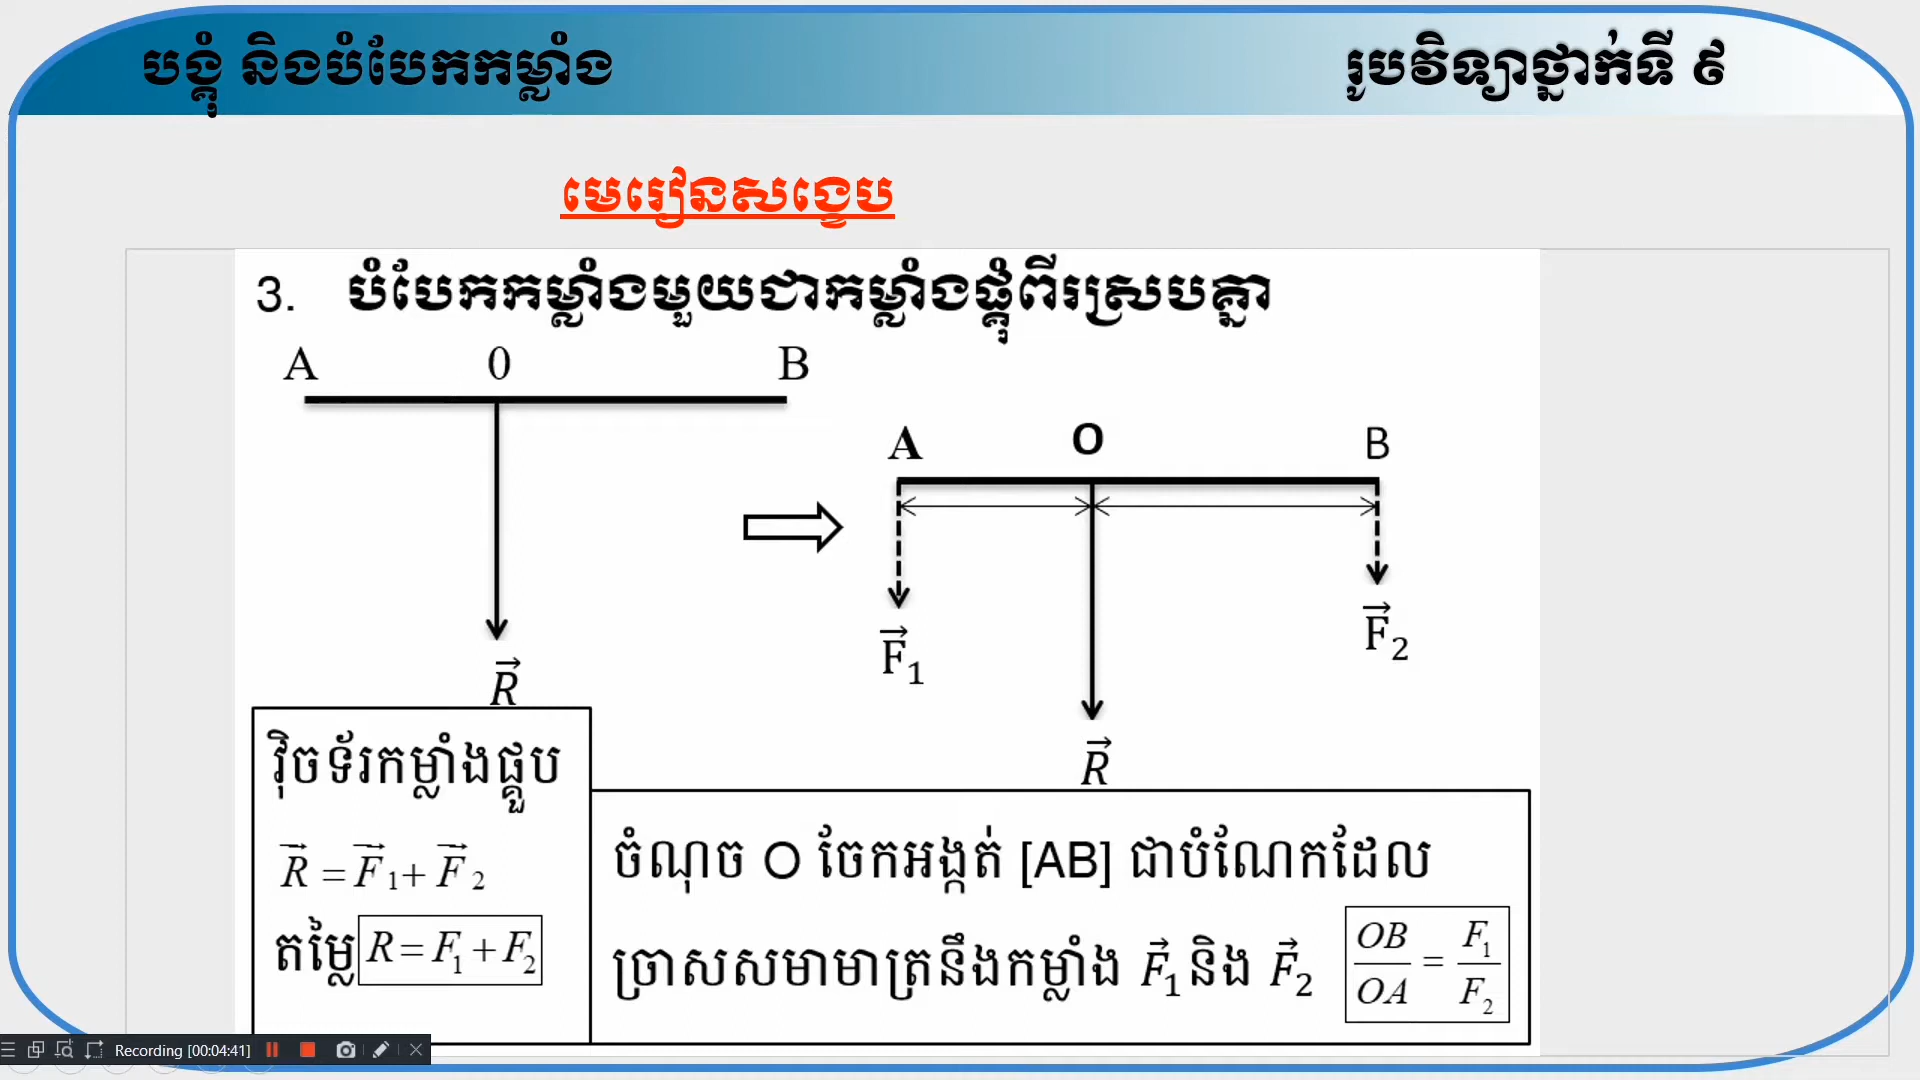 បង្គុំ និងបំបែកកម្លាំង
រូបវិទ្យាថ្នាក់ទី ៩
មេរៀនសង្ខេប
3. បំបែកកម្លាំងមួយជាកម្លាំងផ្គុំពីរស្របគ្នា
A 0 B
A O B
F⃗₁
F⃗₂
R⃗
R⃗
វ៉ិចទ័រកម្លាំងផ្គួប
R⃗ = F⃗₁ + F⃗₂
តម្លៃ R = F₁ + F₂
ចំណុច O ចែកអង្កត់ [AB] ជាបំណែកដែល
ច្រាសសមាមាត្រនឹងកម្លាំង F⃗₁ និង F⃗₂ OB/OA = F₁/F₂
Recording [00:04:41]